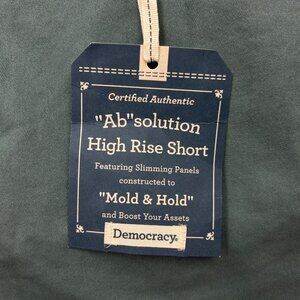 Certified Authentic
"Ab"solution
High Rise Short
Featuring Slimming Panels
constructed to
"Mold & Hold"
and Boost Your Assets
Democracy®